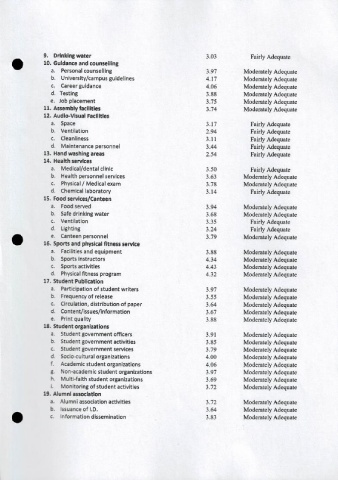 9. Drinking water 3.03 Fairly Adequate
10. Guidance and counselling
a. Personal counselling 3.97 Moderately Adequate
b. University/campus guidelines 4.17 Moderately Adequate
c. Career guidance 4.06 Moderately Adequate
d. Testing 3.88 Moderately Adequate
e. Job placement 3.75 Moderately Adequate
11. Assembly facilities 3.74 Moderately Adequate
12. Audio-Visual Facilities
a. Space 3.17 Fairly Adequate
b. Ventilation 2.94 Fairly Adequate
c. Cleanliness 3.11 Fairly Adequate
d. Maintenance personnel 3.44 Fairly Adequate
13. Hand washing areas 2.54 Fairly Adequate
14. Health services
a. Medical/dental clinic 3.50 Fairly Adequate
b. Health personnel services 3.63 Moderately Adequate
c. Physical / Medical exam 3.78 Moderately Adequate
d. Chemical laboratory 3.14 Fairly Adequate
15. Food services/Canteen
a. Food served 3.94 Moderately Adequate
b. Safe drinking water 3.68 Moderately Adequate
c. Ventilation 3.35 Fairly Adequate
d. Lighting 3.24 Fairly Adequate
e. Canteen personnel 3.79 Moderately Adequate
16. Sports and physical fitness service
a. Facilities and equipment 3.88 Moderately Adequate
b. Sports instructors 4.34 Moderately Adequate
c. Sports activities 4.43 Moderately Adequate
d. Physical fitness program 4.32 Moderately Adequate
17. Student Publication
a. Participation of student writers 3.97 Moderately Adequate
b. Frequency of release 3.55 Moderately Adequate
c. Circulation, distribution of paper 3.64 Moderately Adequate
d. Content/issues/information 3.67 Moderately Adequate
e. Print quality 3.88 Moderately Adequate
18. Student organizations
a. Student government officers 3.91 Moderately Adequate
b. Student government activities 3.85 Moderately Adequate
c. Student government services 3.79 Moderately Adequate
d. Socio cultural organizations 4.00 Moderately Adequate
f. Academic student organizations 4.06 Moderately Adequate
g. Non-academic student organizations 3.97 Moderately Adequate
h. Multi-faith student organizations 3.69 Moderately Adequate
i. Monitoring of student activities 3.72 Moderately Adequate
19. Alumni association
a. Alumni association activities 3.72 Moderately Adequate
b. Issuance of I.D. 3.64 Moderately Adequate
c. Information dissemination 3.83 Moderately Adequate